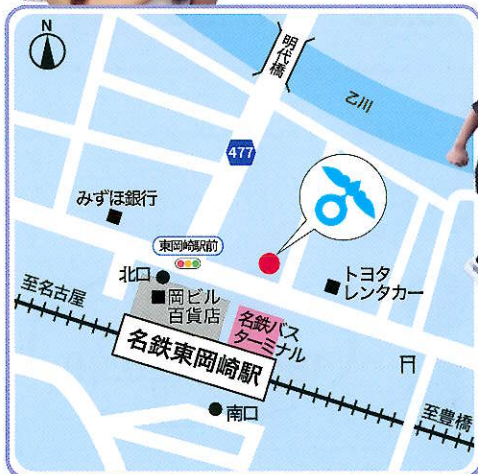 N
明代橋
乙川
477
みずほ銀行
東岡崎駅前
北口
岡ビル
百貨店
トヨタ
レンタカー
至名古屋
名鉄バス
ターミナル
名鉄東岡崎駅
南口
至豊橋